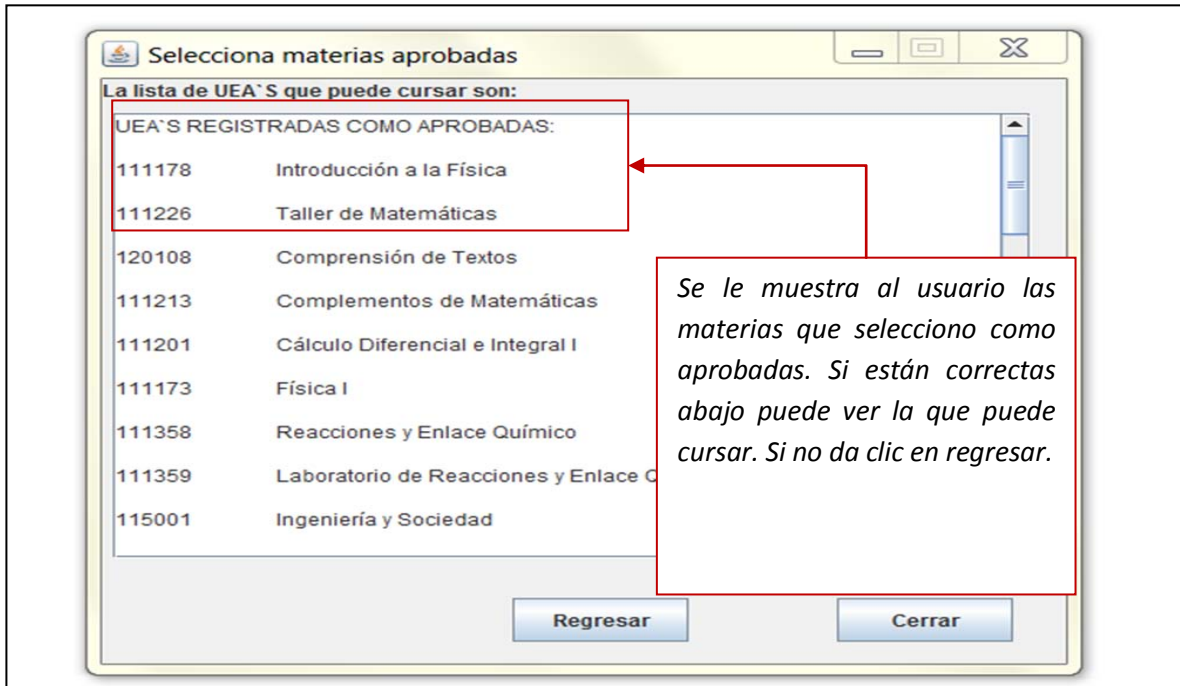 Selecciona materias aprobadas
La lista de UEA`S que puede cursar son:
UEA`S REGISTRADAS COMO APROBADAS:
111178 Introducción a la Física
111226 Taller de Matemáticas
120108 Comprensión de Textos
111213 Complementos de Matemáticas
111201 Cálculo Diferencial e Integral I
111173 Física I
111358 Reacciones y Enlace Químico
111359 Laboratorio de Reacciones y Enlace
115001 Ingeniería y Sociedad
Se le muestra al usuario las
materias que selecciono como
aprobadas. Si están correctas
abajo puede ver la que puede
cursar. Si no da clic en regresar.
Regresar
Cerrar